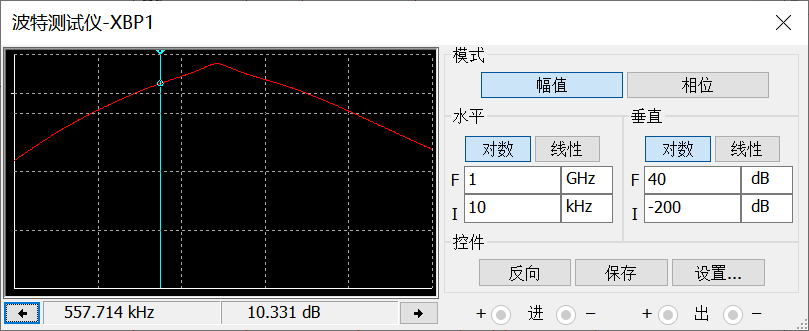 波特测试仪-XBP1
模式
幅值 相位
水平 垂直
对数 线性 对数 线性
F 1 GHz F 40 dB
I 10 kHz I -200 dB
控件
反向 保存 设置...
557.714 kHz 10.331 dB
+ 进 − + 出 −